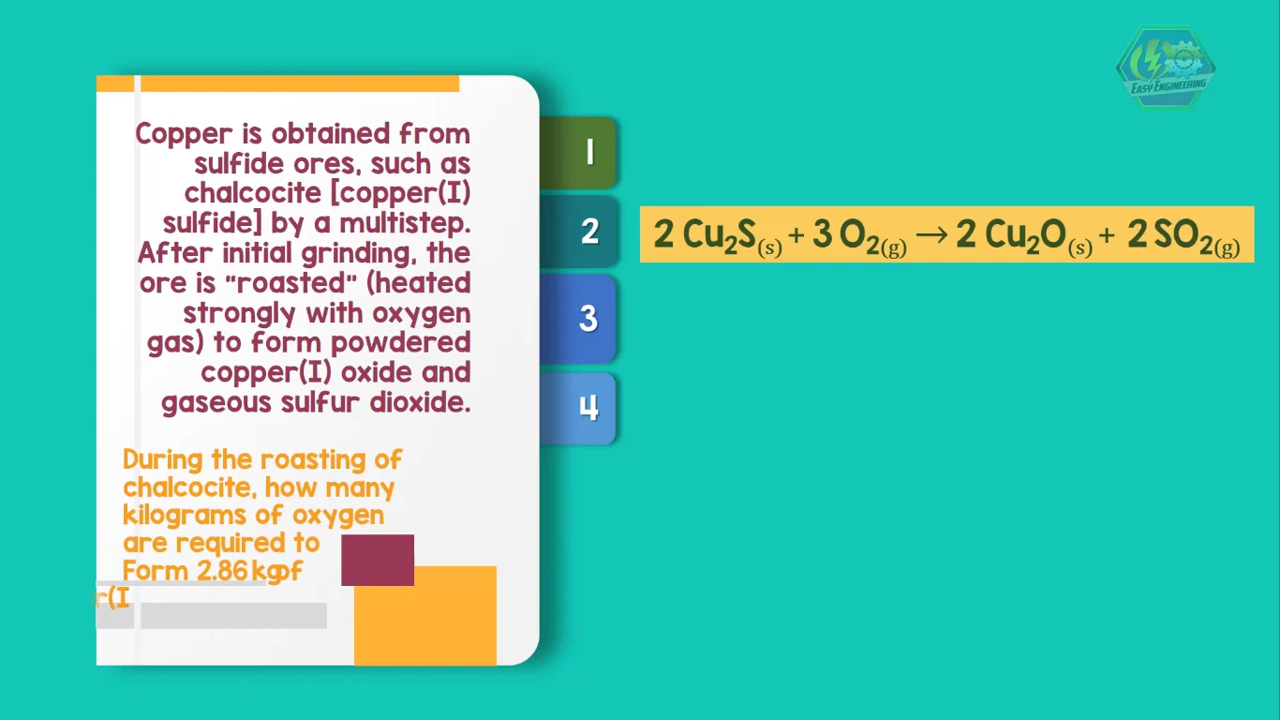 EASY ENGINEERING
Copper is obtained from
sulfide ores, such as
chalcocite [copper(I)
sulfide] by a multistep.
After initial grinding, the
ore is “roasted” (heated
strongly with oxygen
gas) to form powdered
copper(I) oxide and
gaseous sulfur dioxide.
During the roasting of
chalcocite, how many
kilograms of oxygen
are required to
Form 2.86 kg of
r(I
1
2
3
4
2 Cu₂S(s) + 3 O₂(g) → 2 Cu₂O(s) + 2 SO₂(g)